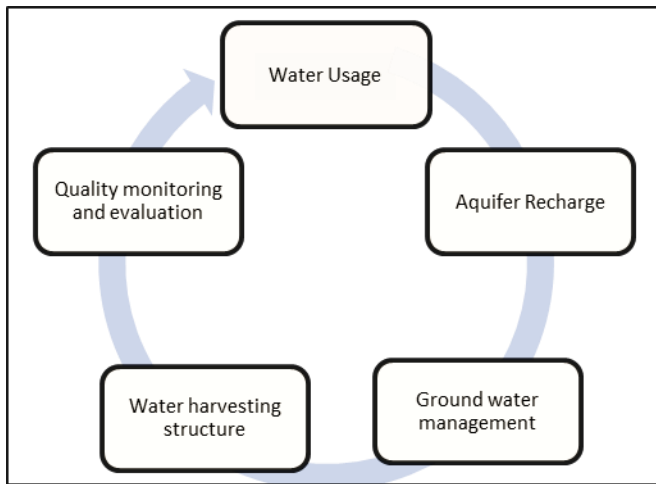 Water Usage
Aquifer Recharge
Ground water
management
Water harvesting
structure
Quality monitoring
and evaluation